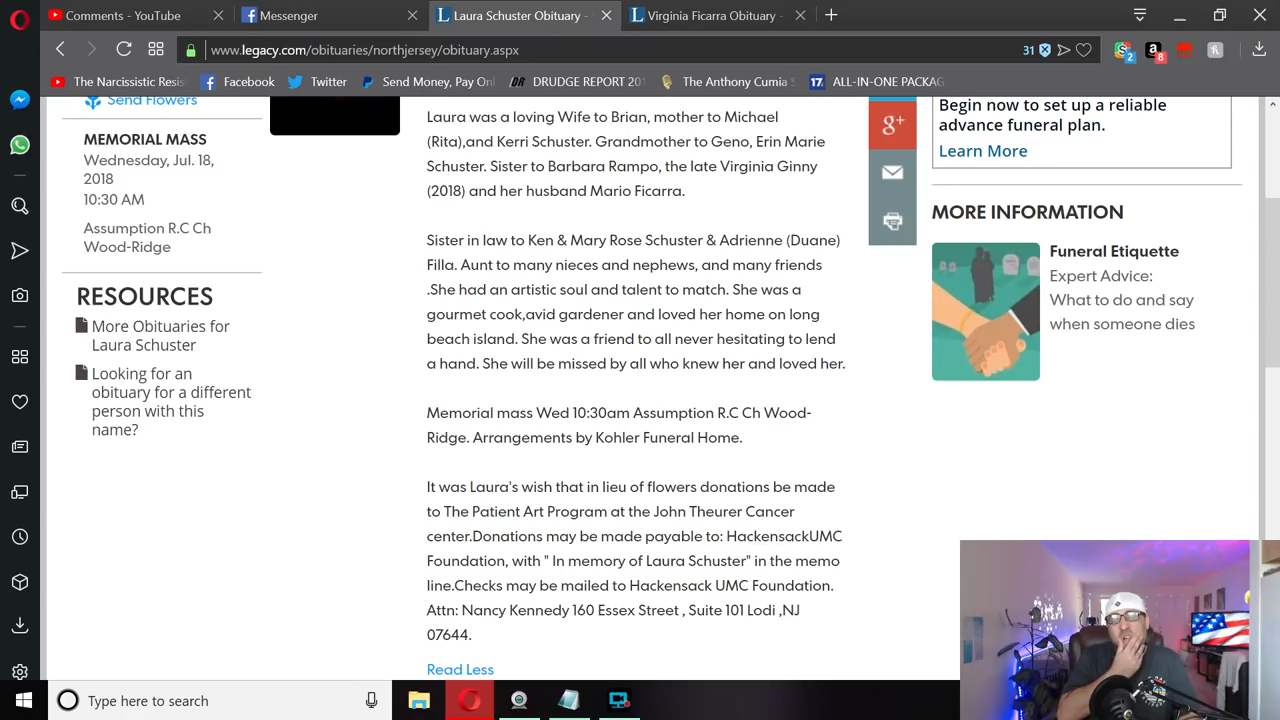 Comments - YouTube
Messenger
Laura Schuster Obituary -
Virginia Ficarra Obituary -
www.legacy.com/obituaries/northjersey/obituary.aspx
31
2
8
The Narcissistic Resis
Facebook
Twitter
Send Money, Pay Onl
DRUDGE REPORT 201
The Anthony Cumia S
17
ALL-IN-ONE PACKAG
Send Flowers
MEMORIAL MASS
Wednesday, Jul. 18,
2018
10:30 AM
Assumption R.C Ch
Wood-Ridge
RESOURCES
More Obituaries for
Laura Schuster
Looking for an
obituary for a different
person with this
name?
Laura was a loving Wife to Brian, mother to Michael
(Rita),and Kerri Schuster. Grandmother to Geno, Erin Marie
Schuster. Sister to Barbara Rampo, the late Virginia Ginny
(2018) and her husband Mario Ficarra.
Sister in law to Ken & Mary Rose Schuster & Adrienne (Duane)
Filla. Aunt to many nieces and nephews, and many friends
.She had an artistic soul and talent to match. She was a
gourmet cook,avid gardener and loved her home on long
beach island. She was a friend to all never hesitating to lend
a hand. She will be missed by all who knew her and loved her.
Memorial mass Wed 10:30am Assumption R.C Ch Wood-
Ridge. Arrangements by Kohler Funeral Home.
It was Laura's wish that in lieu of flowers donations be made
to The Patient Art Program at the John Theurer Cancer
center.Donations may be made payable to: HackensackUMC
Foundation, with " In memory of Laura Schuster" in the memo
line.Checks may be mailed to Hackensack UMC Foundation.
Attn: Nancy Kennedy 160 Essex Street , Suite 101 Lodi ,NJ
07644.
Read Less
g+
Begin now to set up a reliable
advance funeral plan.
Learn More
MORE INFORMATION
Funeral Etiquette
Expert Advice:
What to do and say
when someone dies
Type here to search